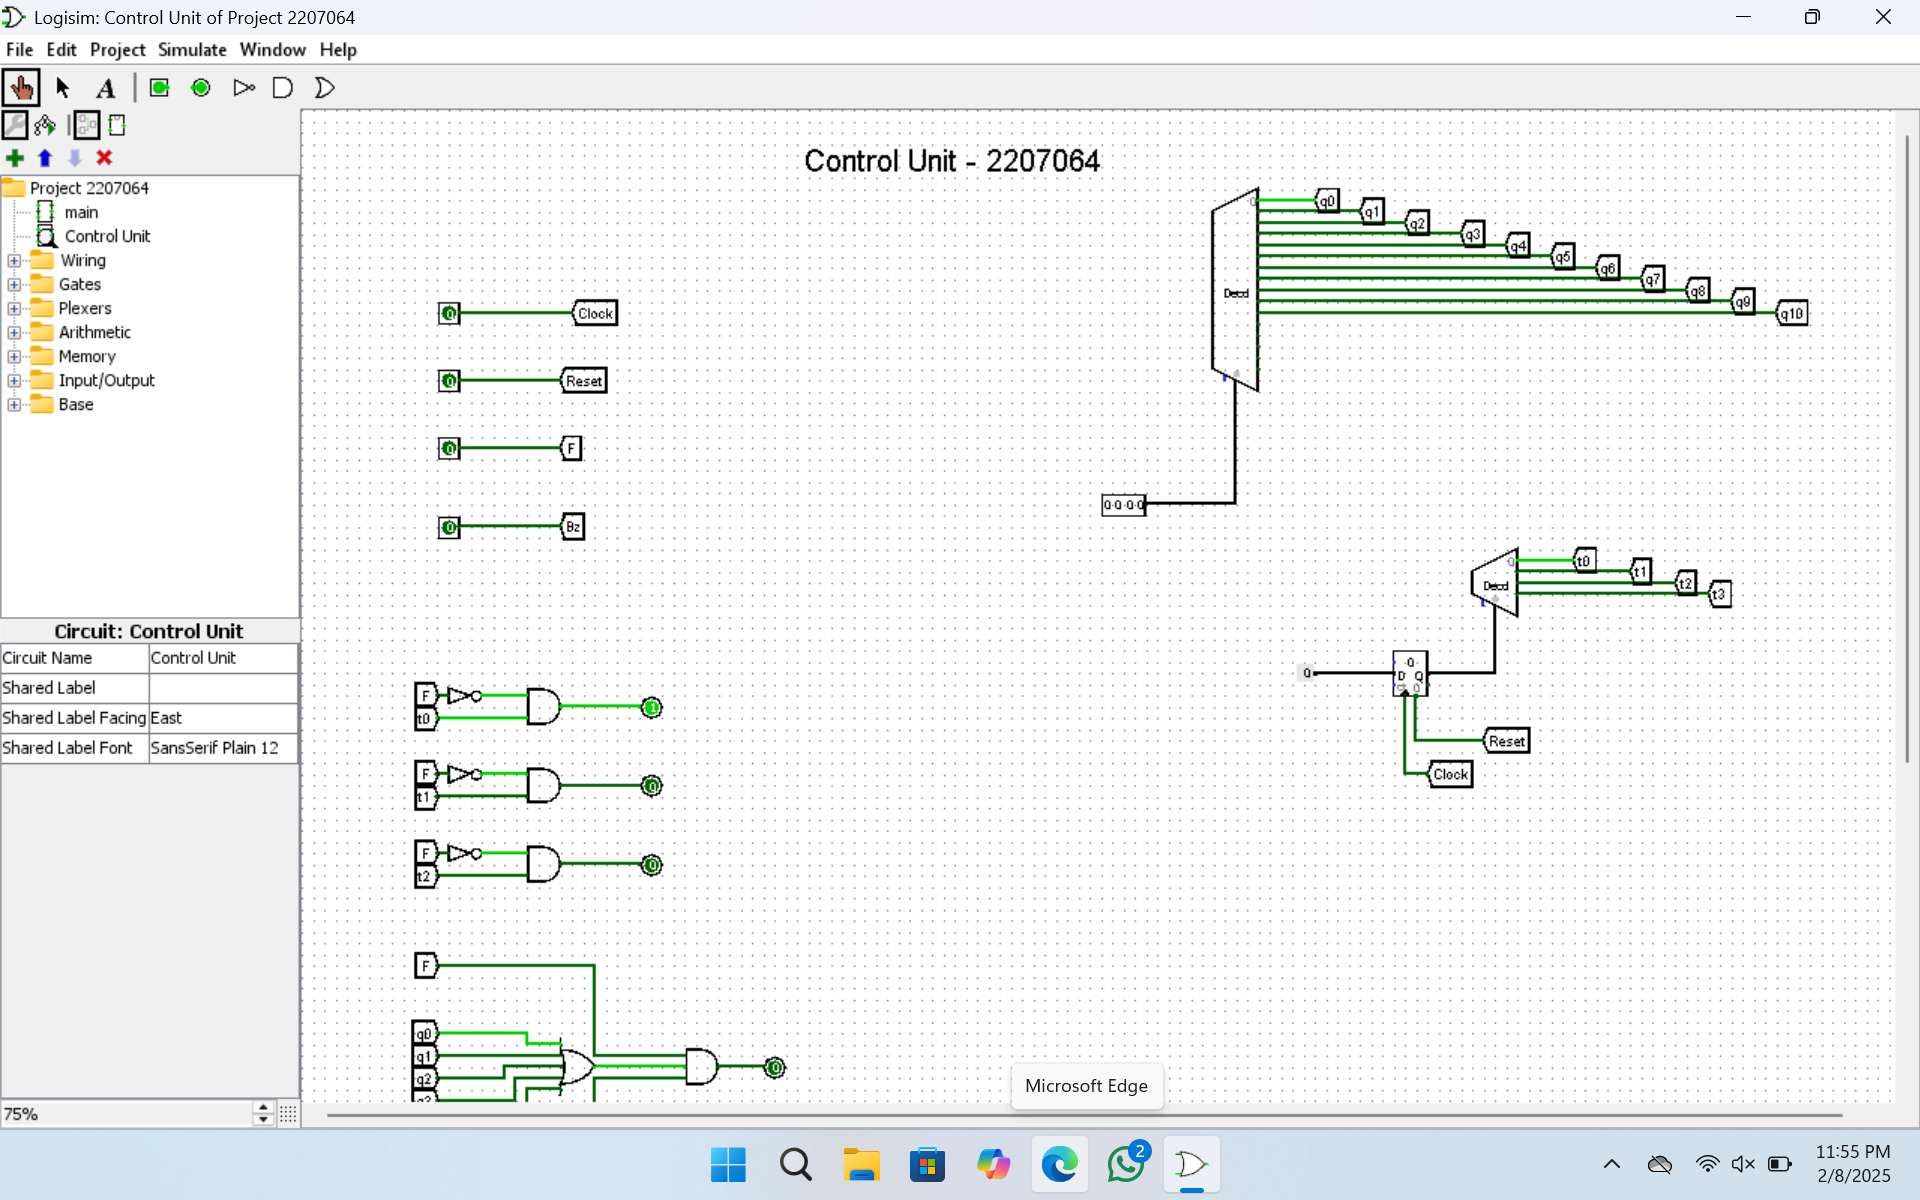 Logisim: Control Unit of Project 2207064
File Edit Project Simulate Window Help
A
Project 2207064
main
Control Unit
Wiring
Gates
Plexers
Arithmetic
Memory
Input/Output
Base
Circuit: Control Unit
Circuit Name Control Unit
Shared Label
Shared Label Facing East
Shared Label Font SansSerif Plain 12
75%
Control Unit - 2207064
0 q0
q1
q2
q3
q4
q5
q6
q7
q8
q9
q10
Decd
0 Clock
0 Reset
0 F
0 Bz
0 0 0 0
0 t0
t1
t2
t3
Decd
0
0
D Q
Reset
Clock
F
t0
1
F
t1
0
F
t2
0
F
q0
q1
q2
0
Microsoft Edge
2
11:55 PM
2/8/2025